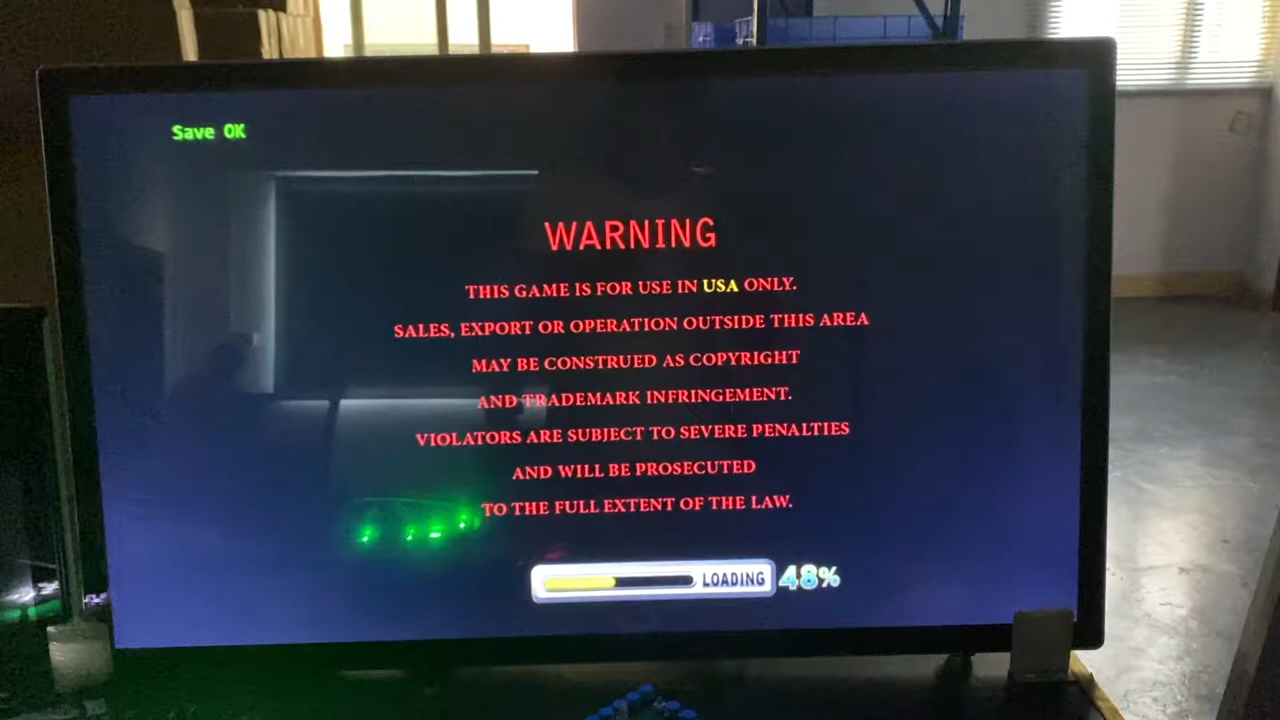 Save OK
WARNING
THIS GAME IS FOR USE IN USA ONLY.
SALES, EXPORT OR OPERATION OUTSIDE THIS AREA
MAY BE CONSTRUED AS COPYRIGHT
AND TRADEMARK INFRINGEMENT.
VIOLATORS ARE SUBJECT TO SEVERE PENALTIES
AND WILL BE PROSECUTED
TO THE FULL EXTENT OF THE LAW.
LOADING 48%